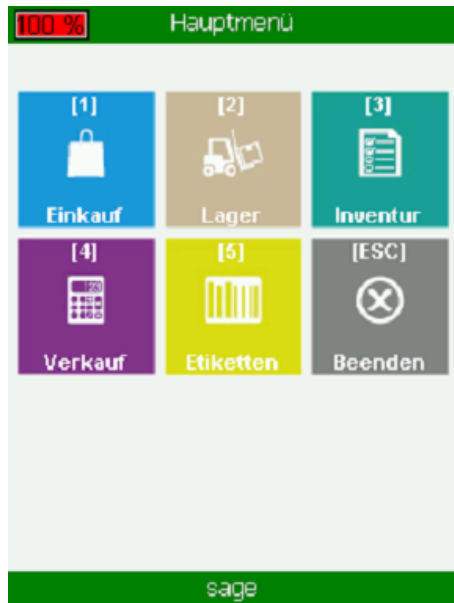 100 % Hauptmenü
[1] [2] [3]
Einkauf Lager Inventur
[4] [5] [ESC]
Verkauf Etiketten Beenden
sage